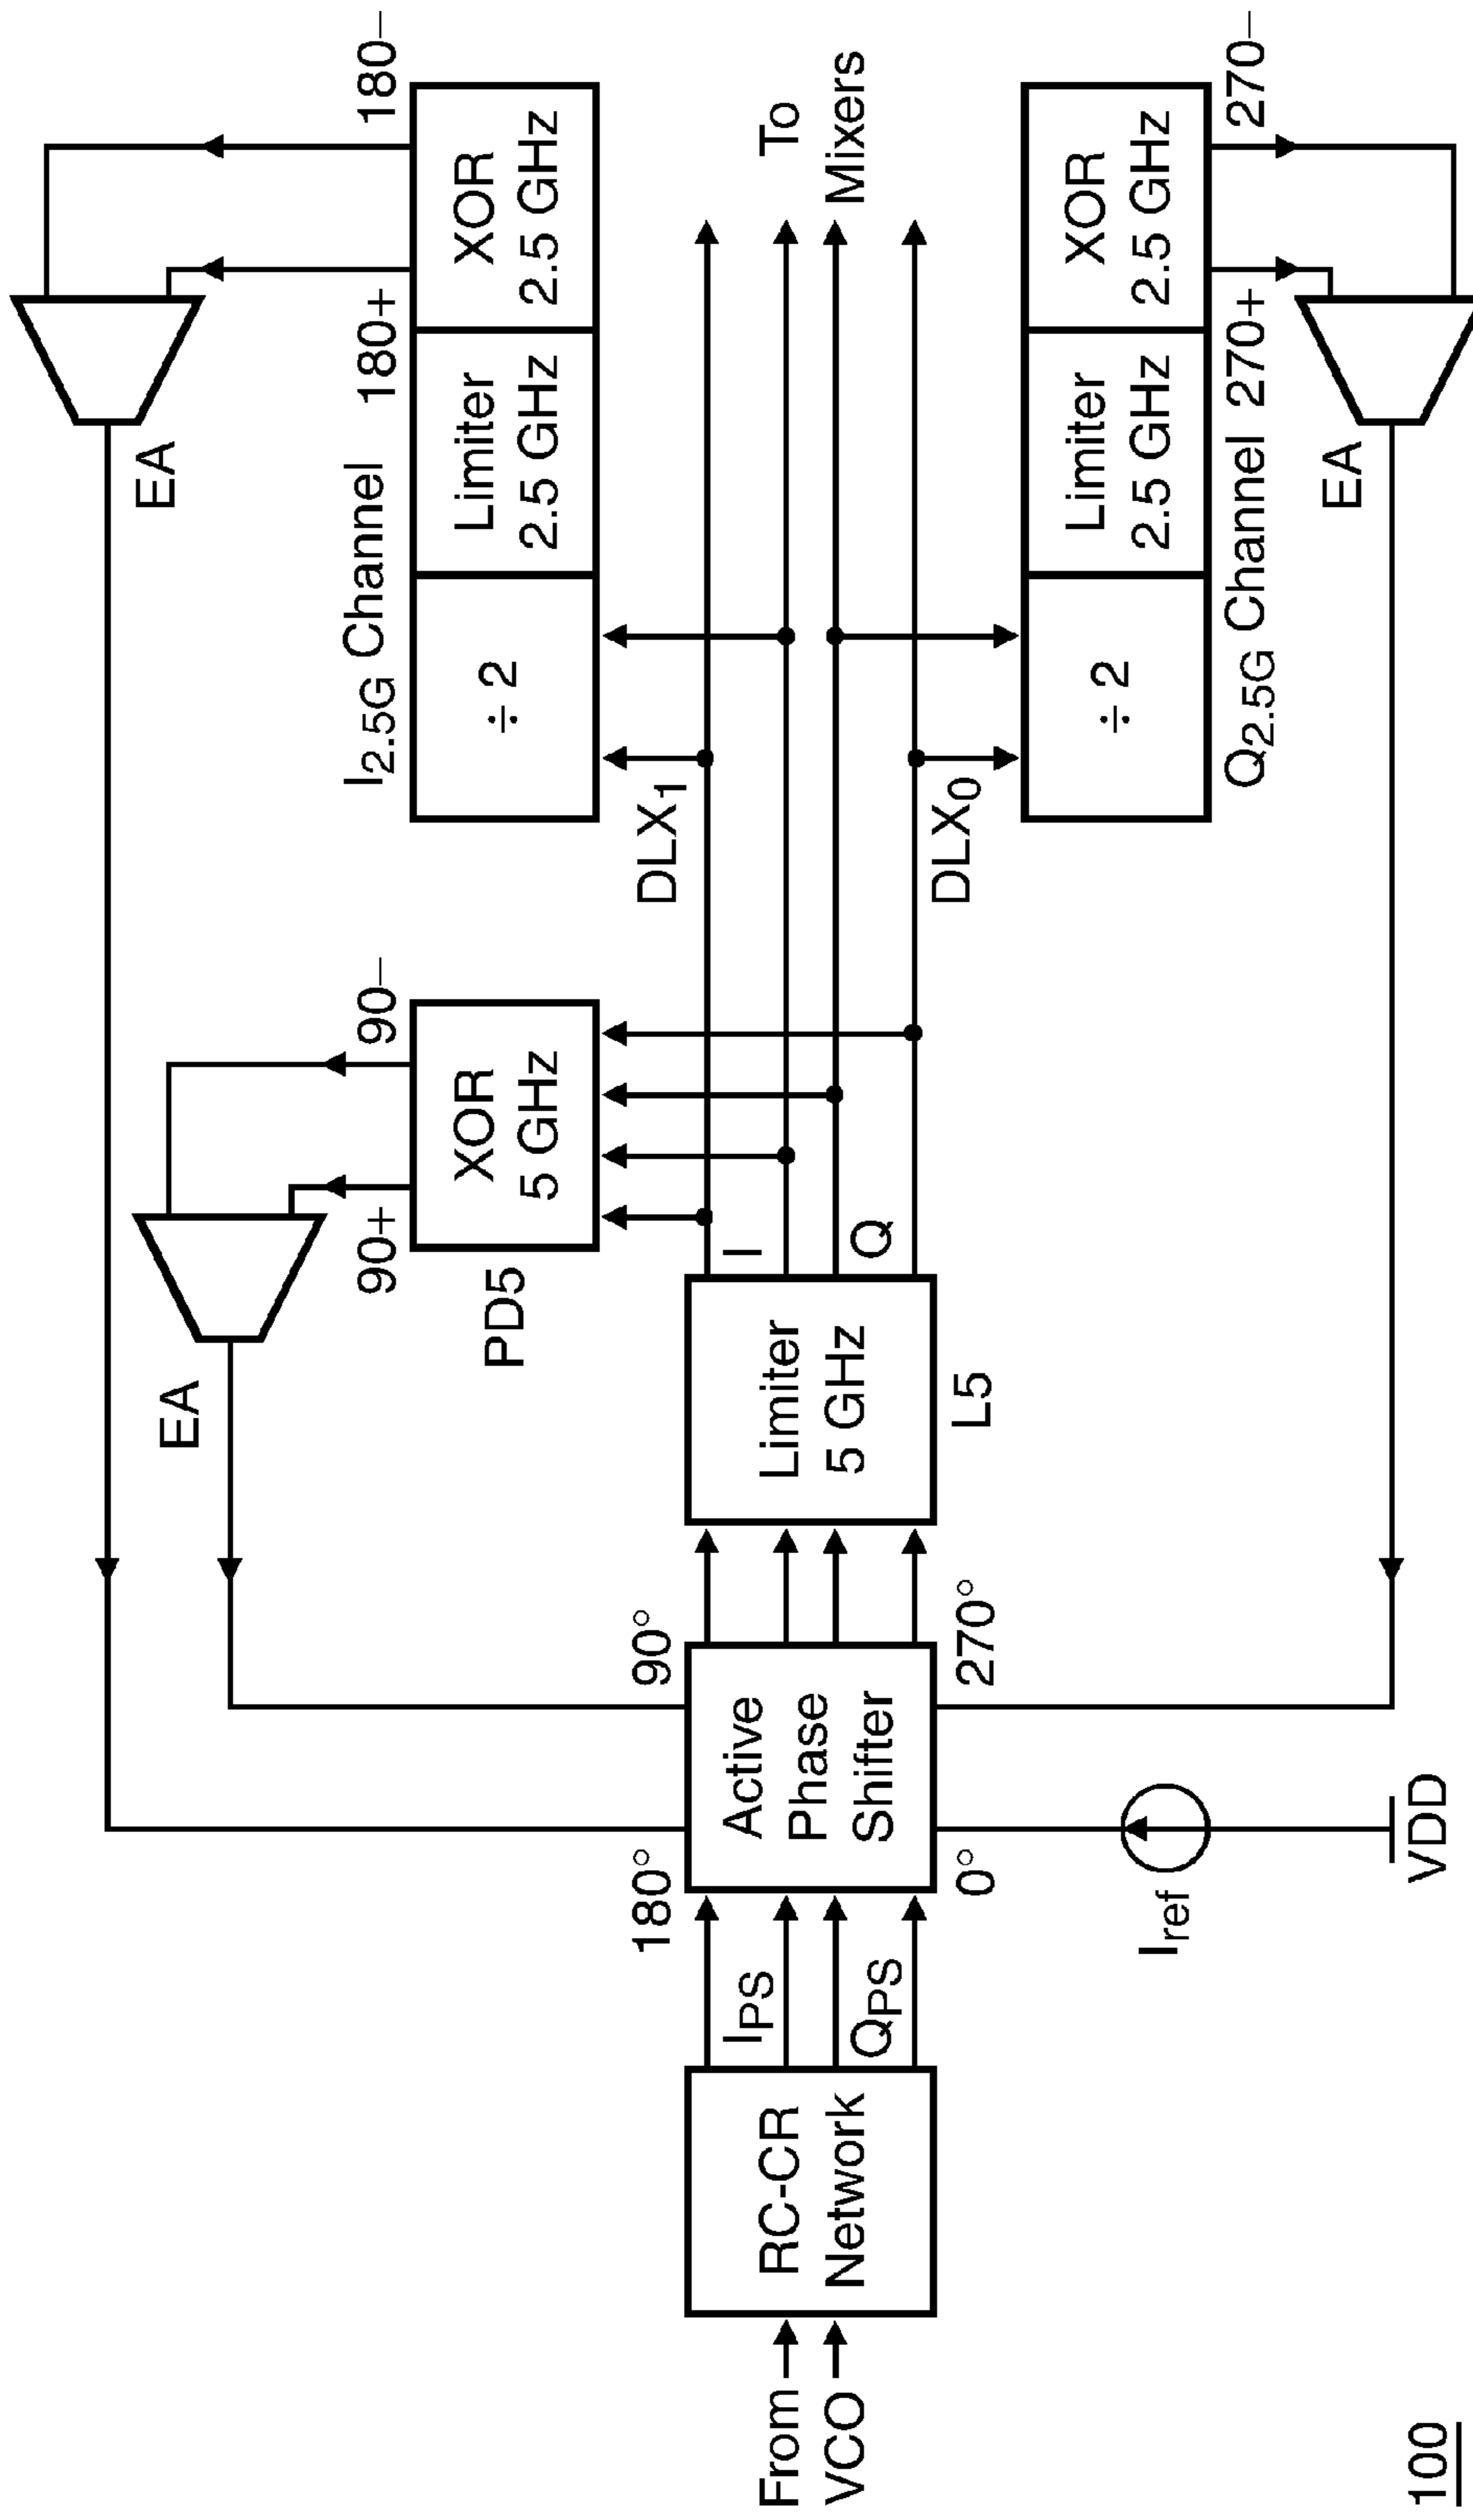 EA
I2.5G Channel
180+
180–
EA
90+
90–
PD5
XOR
5 GHz
÷ 2
Limiter
2.5 GHz
XOR
2.5 GHz
DLX1
To
Mixers
From
VCO
RC-CR
Network
IPS
QPS
180°
90°
Active
Phase
Shifter
0°
270°
Limiter
5 GHz
L5
I
Q
DLX0
÷ 2
Limiter
2.5 GHz
XOR
2.5 GHz
Q2.5G Channel
270+
270–
Iref
EA
VDD
100